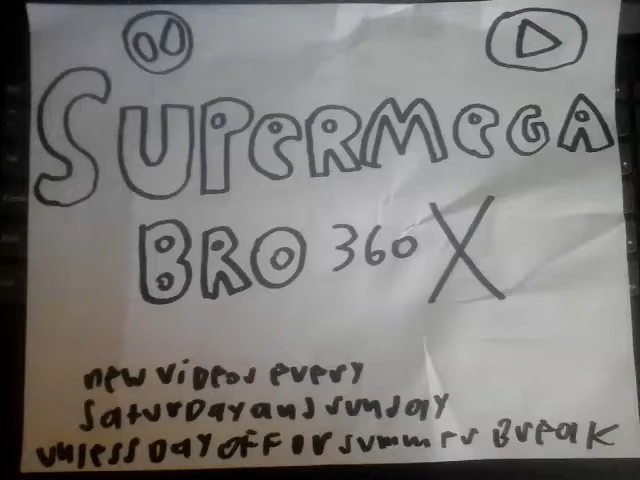 SUPeRMeGA
BRO 360 X
new videos every
saturday and sunday
unless day off or summer Break